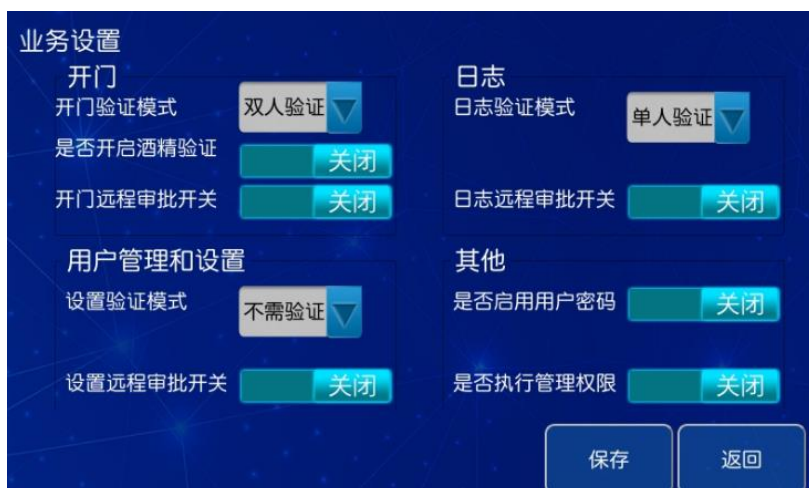 业务设置
开门
开门验证模式 双人验证
是否开启酒精验证 关闭
开门远程审批开关 关闭
日志
日志验证模式 单人验证
日志远程审批开关 关闭
用户管理和设置
设置验证模式 不需验证
设置远程审批开关 关闭
其他
是否启用用户密码 关闭
是否执行管理权限 关闭
保存 返回